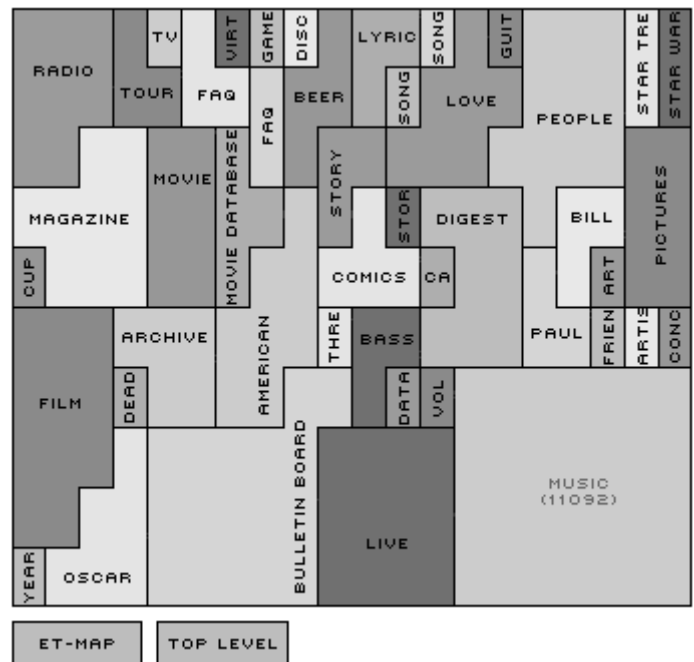 TV
VIRT
GAME
DISC
LYRIC
SONG
GUIT
STAR TRE
STAR WAR
RADIO
TOUR
FAQ
FAQ
BEER
SONG
LOVE
PEOPLE
MOVIE
MOVIE DATABASE
STORY
MAGAZINE
STOR
DIGEST
BILL
PICTURES
CUP
COMICS
CA
ART
ARCHIVE
AMERICAN
THRE
BASS
PAUL
FRIEN
ARTIS
CONC
FILM
DEAD
DATA
VOL
BULLETIN BOARD
MUSIC
(11092)
LIVE
YEAR
OSCAR
ET-MAP
TOP LEVEL